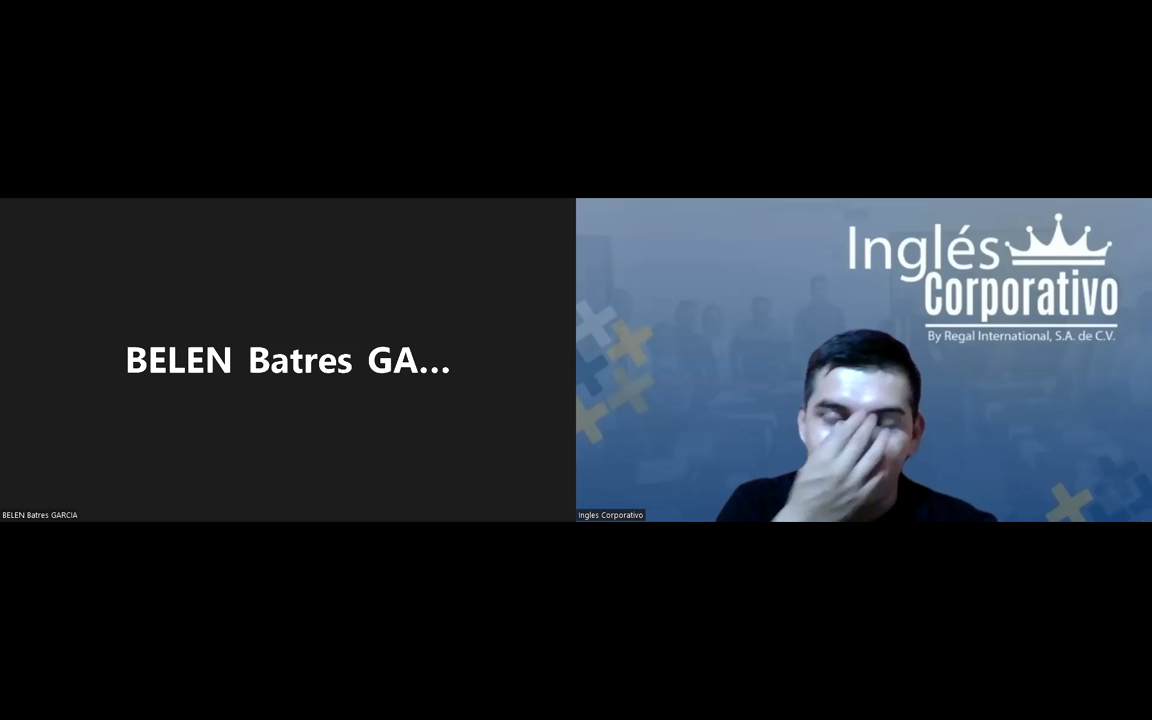 BELEN Batres GA...
BELEN Batres GARCIA
Inglés
Corporativo
By Regal International, S.A. de C.V.
Ingles Corporativo